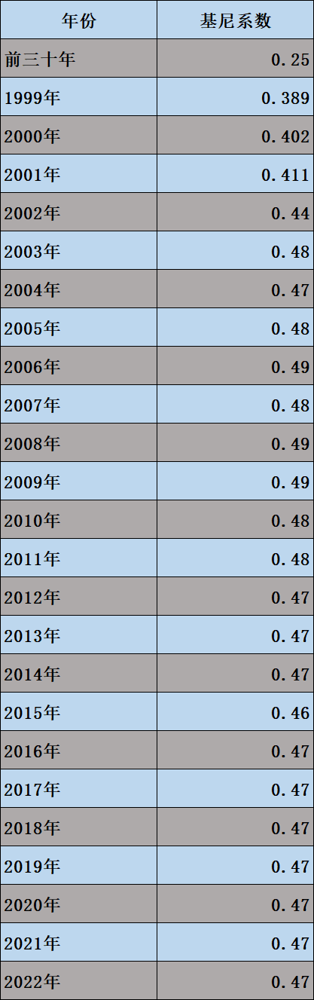 年份 基尼系数
前三十年 0.25
1999年 0.389
2000年 0.402
2001年 0.411
2002年 0.44
2003年 0.48
2004年 0.47
2005年 0.48
2006年 0.49
2007年 0.48
2008年 0.49
2009年 0.49
2010年 0.48
2011年 0.48
2012年 0.47
2013年 0.47
2014年 0.47
2015年 0.46
2016年 0.47
2017年 0.47
2018年 0.47
2019年 0.47
2020年 0.47
2021年 0.47
2022年 0.47